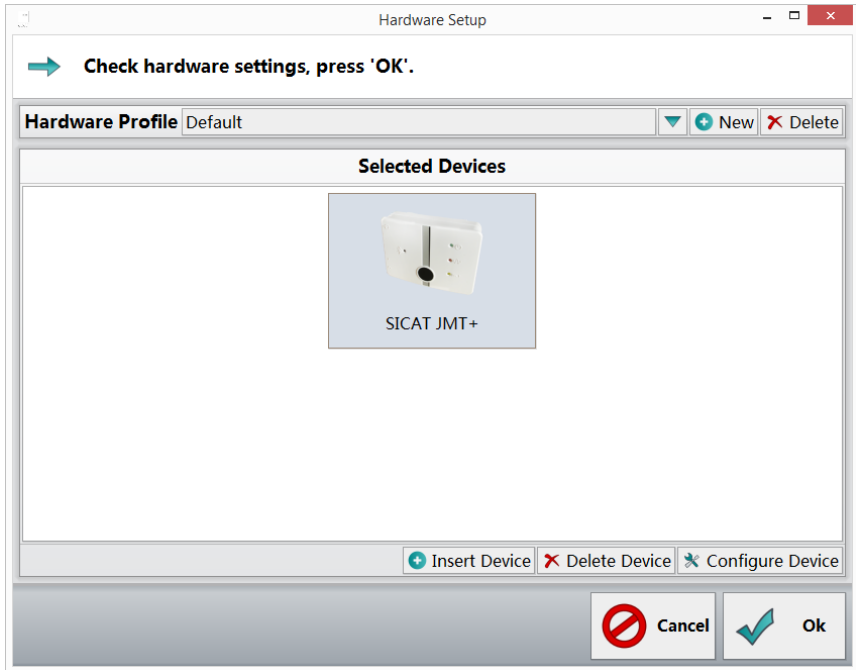 Hardware Setup
Check hardware settings, press 'OK'.
Hardware Profile Default New Delete
Selected Devices
SICAT JMT+
Insert Device Delete Device Configure Device
Cancel Ok